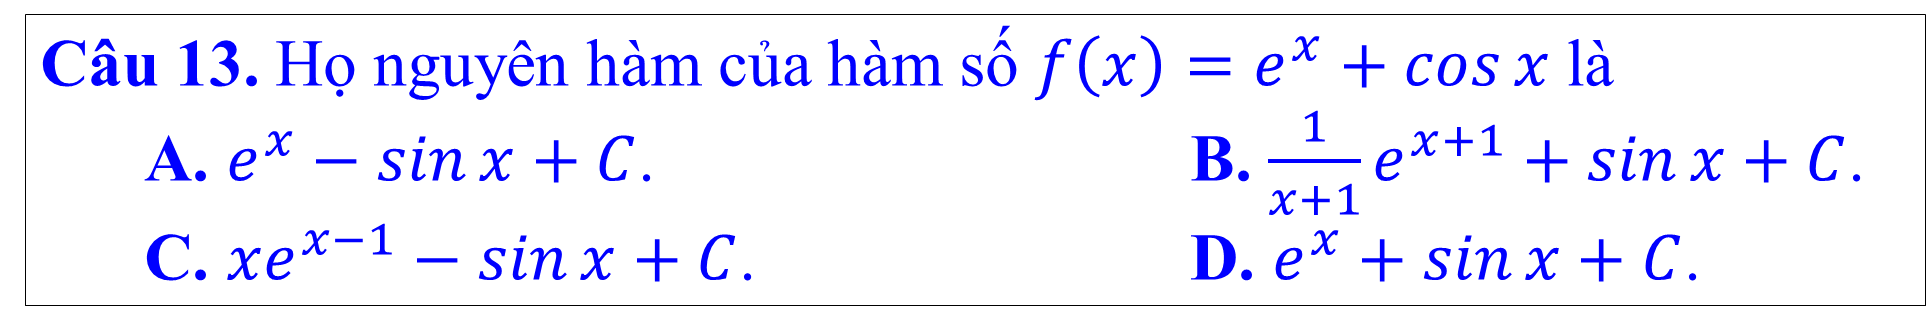 Câu 13. Họ nguyên hàm của hàm số f(x) = e^x + cos x là
A. e^x − sin x + C. B. \frac{1}{x+1} e^{x+1} + sin x + C.
C. xe^{x−1} − sin x + C. D. e^x + sin x + C.